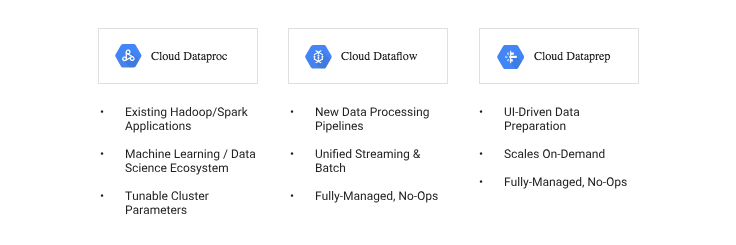 Cloud Dataproc
• Existing Hadoop/Spark
Applications
• Machine Learning / Data
Science Ecosystem
• Tunable Cluster
Parameters
Cloud Dataflow
• New Data Processing
Pipelines
• Unified Streaming &
Batch
• Fully-Managed, No-Ops
Cloud Dataprep
• UI-Driven Data
Preparation
• Scales On-Demand
• Fully-Managed, No-Ops